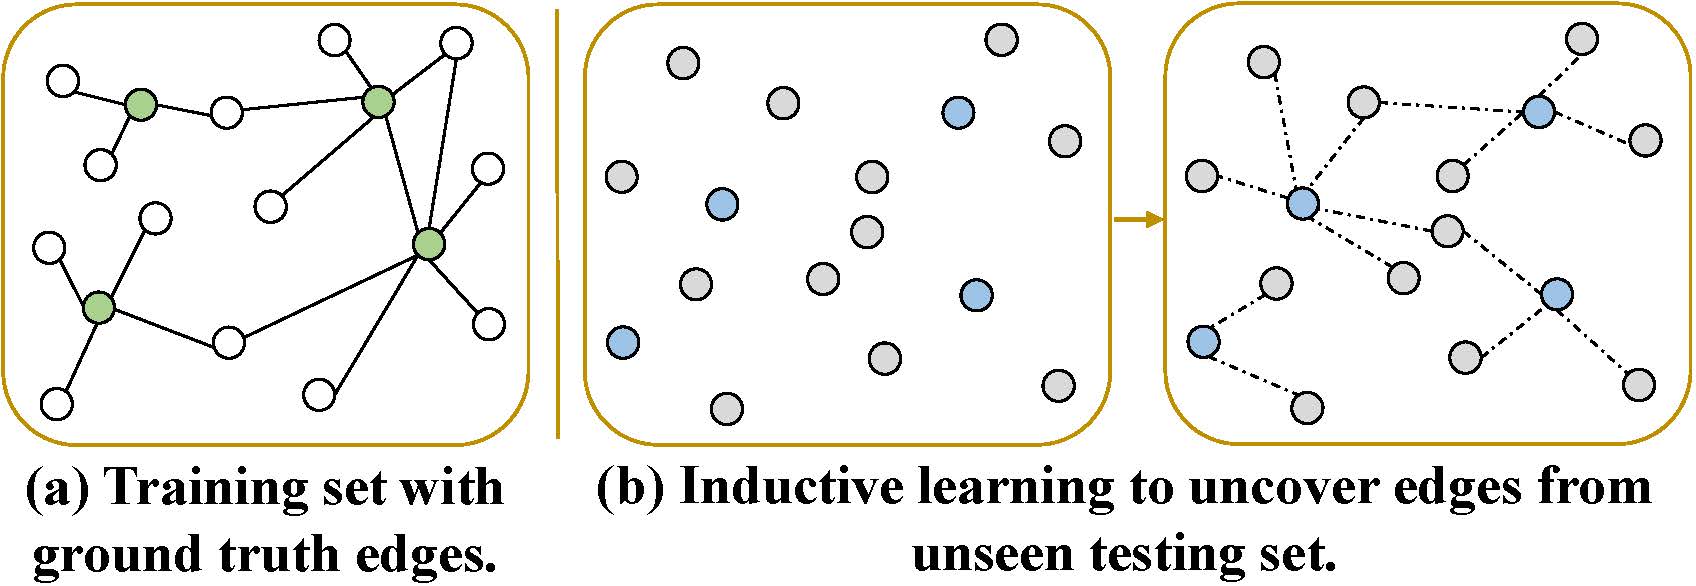 (a) Training set with
ground truth edges.
(b) Inductive learning to uncover edges from
unseen testing set.